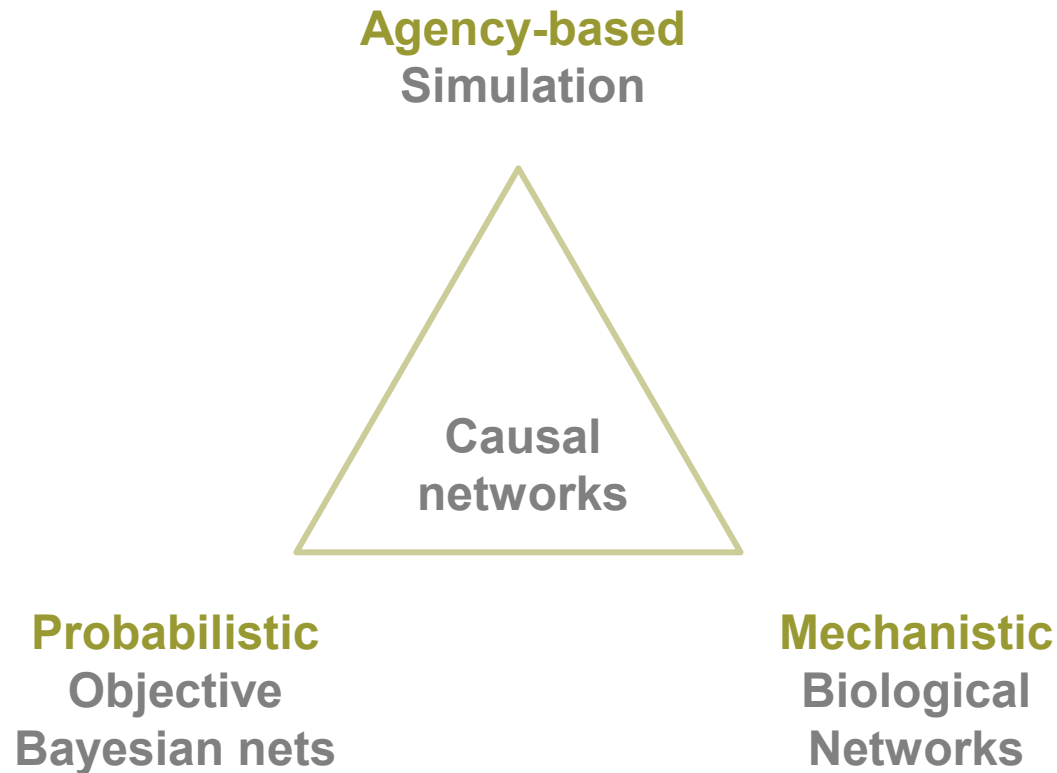 Agency-based
Simulation
Causal
networks
Probabilistic
Objective
Bayesian nets
Mechanistic
Biological
Networks